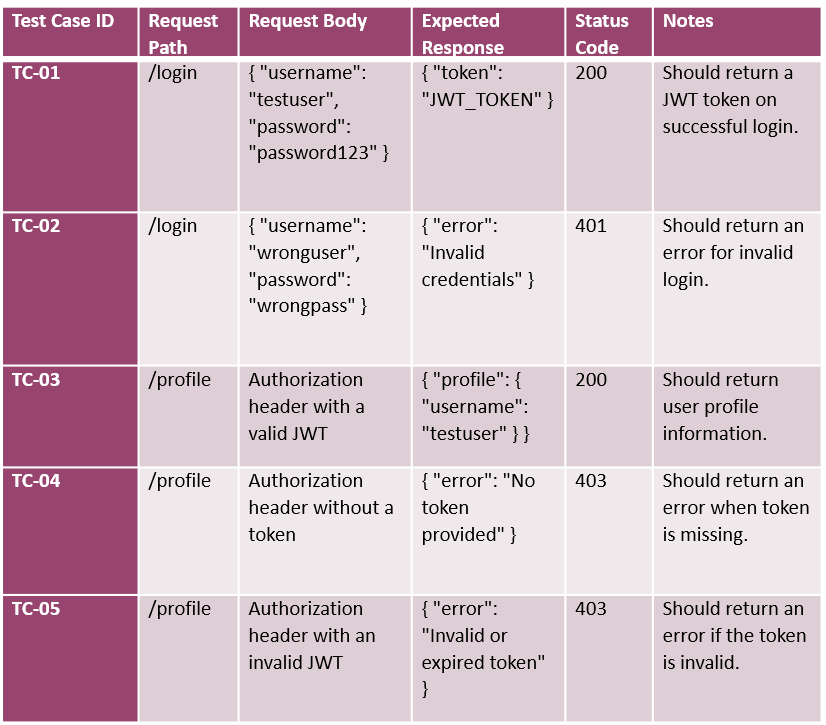 Test Case ID
Request
Path
Request Body
Expected
Response
Status
Code
Notes
TC-01
/login
{ "username":
"testuser",
"password":
"password123" }
{ "token":
"JWT_TOKEN" }
200
Should return a
JWT token on
successful login.
TC-02
/login
{ "username":
"wronguser",
"password":
"wrongpass" }
{ "error":
"Invalid
credentials" }
401
Should return an
error for invalid
login.
TC-03
/profile
Authorization
header with a
valid JWT
{ "profile": {
"username":
"testuser" } }
200
Should return
user profile
information.
TC-04
/profile
Authorization
header without a
token
{ "error": "No
token
provided" }
403
Should return an
error when token
is missing.
TC-05
/profile
Authorization
header with an
invalid JWT
{ "error":
"Invalid or
expired token"
}
403
Should return an
error if the token
is invalid.